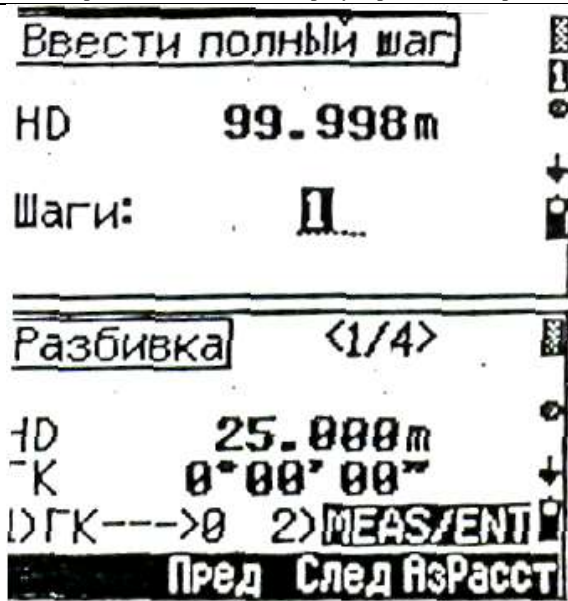 Ввести полный шаг
1
HD 99.998m
Шаги: 1
Разбивка <1/4>
HD 25.000m
ГК 0°00'00"
1)ГК--->0 2)MEAS/ENT
Пред След АзРасст